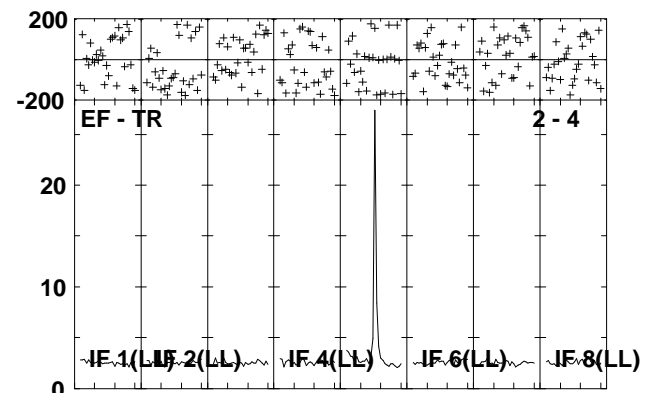 200
-200
EF - TR 2 - 4
20
10
IF 1(LL) IF 2(LL) IF 4(LL) IF 6(LL) IF 8(LL)
0